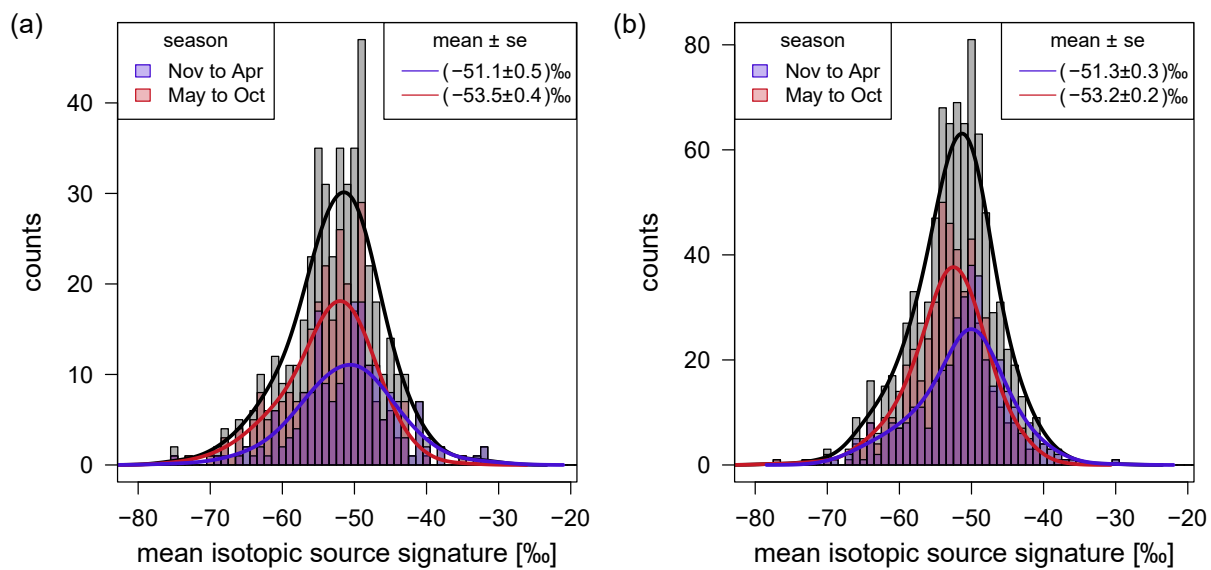 (a)
season
Nov to Apr
May to Oct
mean ± se
(−51.1±0.5)‰
(−53.5±0.4)‰
counts
0
10
20
30
40
−80
−70
−60
−50
−40
−30
−20
mean isotopic source signature [‰]
(b)
season
Nov to Apr
May to Oct
mean ± se
(−51.3±0.3)‰
(−53.2±0.2)‰
counts
0
20
40
60
80
−80
−70
−60
−50
−40
−30
−20
mean isotopic source signature [‰]